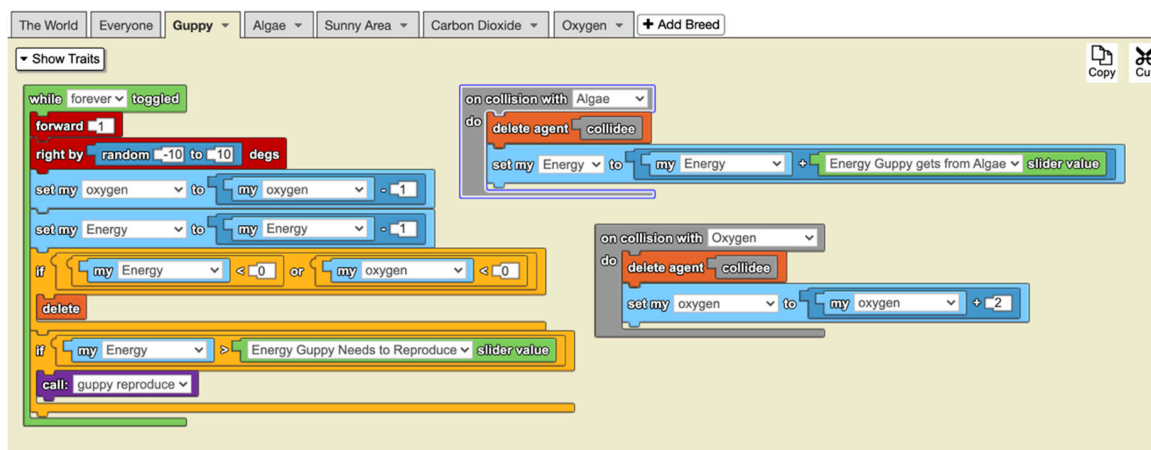 The World Everyone Guppy Algae Sunny Area Carbon Dioxide Oxygen + Add Breed
Show Traits
Copy Cu
while forever toggled
forward 1
right by random -10 to 10 degs
set my oxygen to my oxygen - 1
set my Energy to my Energy - 1
if my Energy < 0 or my oxygen < 0
delete
if my Energy > Energy Guppy Needs to Reproduce slider value
call: guppy reproduce
on collision with Algae
do delete agent collidee
set my Energy to my Energy + Energy Guppy gets from Algae slider value
on collision with Oxygen
do delete agent collidee
set my oxygen to my oxygen + 2